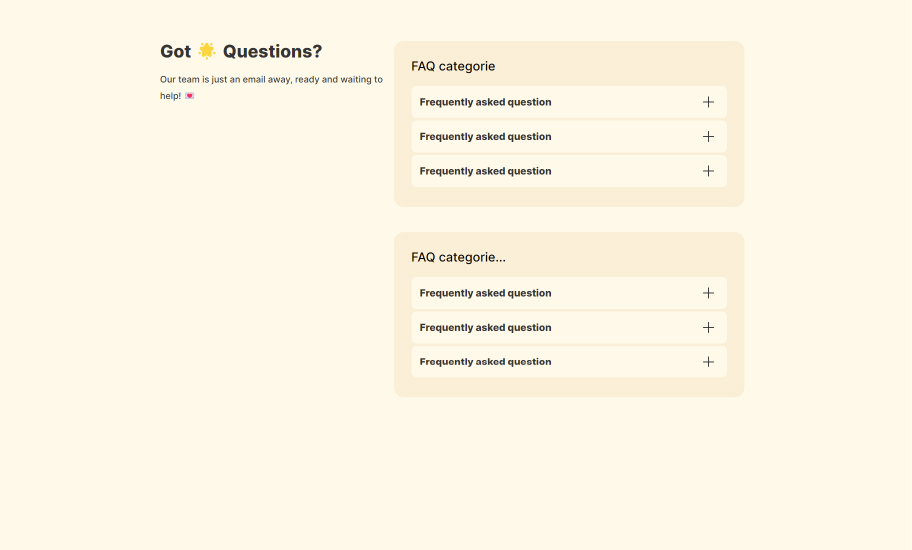 Got 🌟 Questions?
Our team is just an email away, ready and waiting to
help! 💌
FAQ categorie
Frequently asked question
Frequently asked question
Frequently asked question
FAQ categorie...
Frequently asked question
Frequently asked question
Frequently asked question